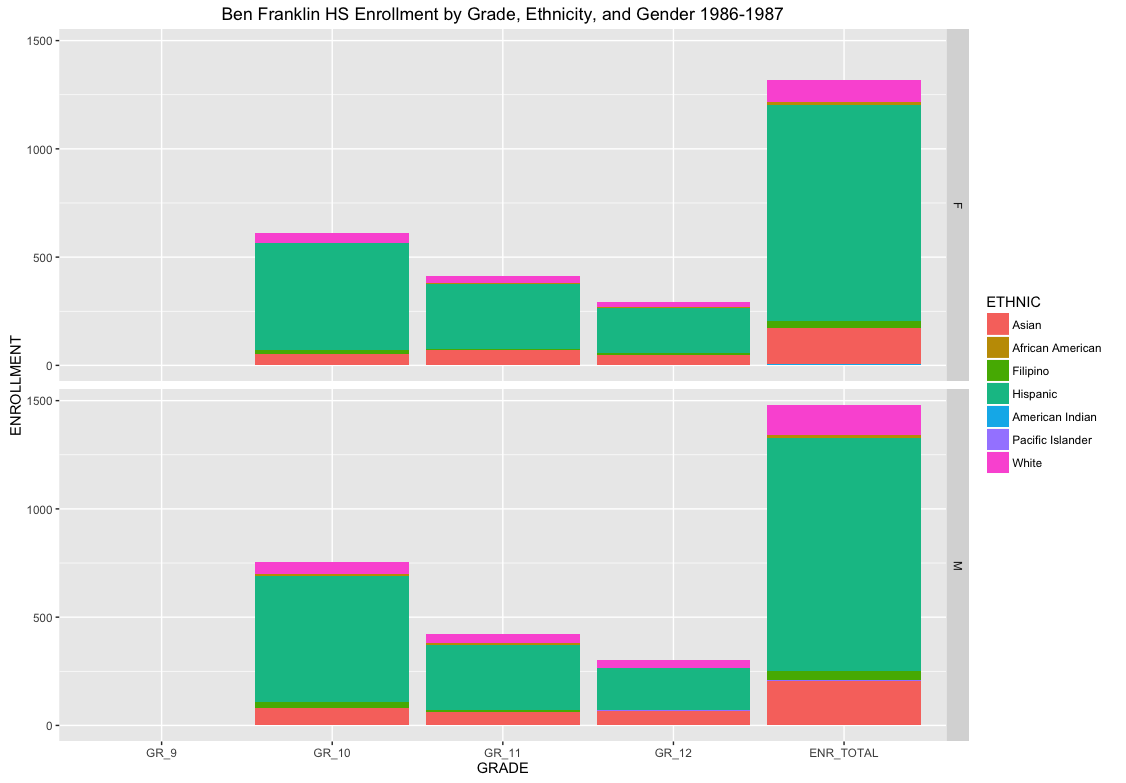 Ben Franklin HS Enrollment by Grade, Ethnicity, and Gender 1986-1987
ENROLLMENT
1500
1000
500
0
F
1500
1000
500
0
M
GR_9
GR_10
GR_11
GR_12
ENR_TOTAL
GRADE
ETHNIC
Asian
African American
Filipino
Hispanic
American Indian
Pacific Islander
White